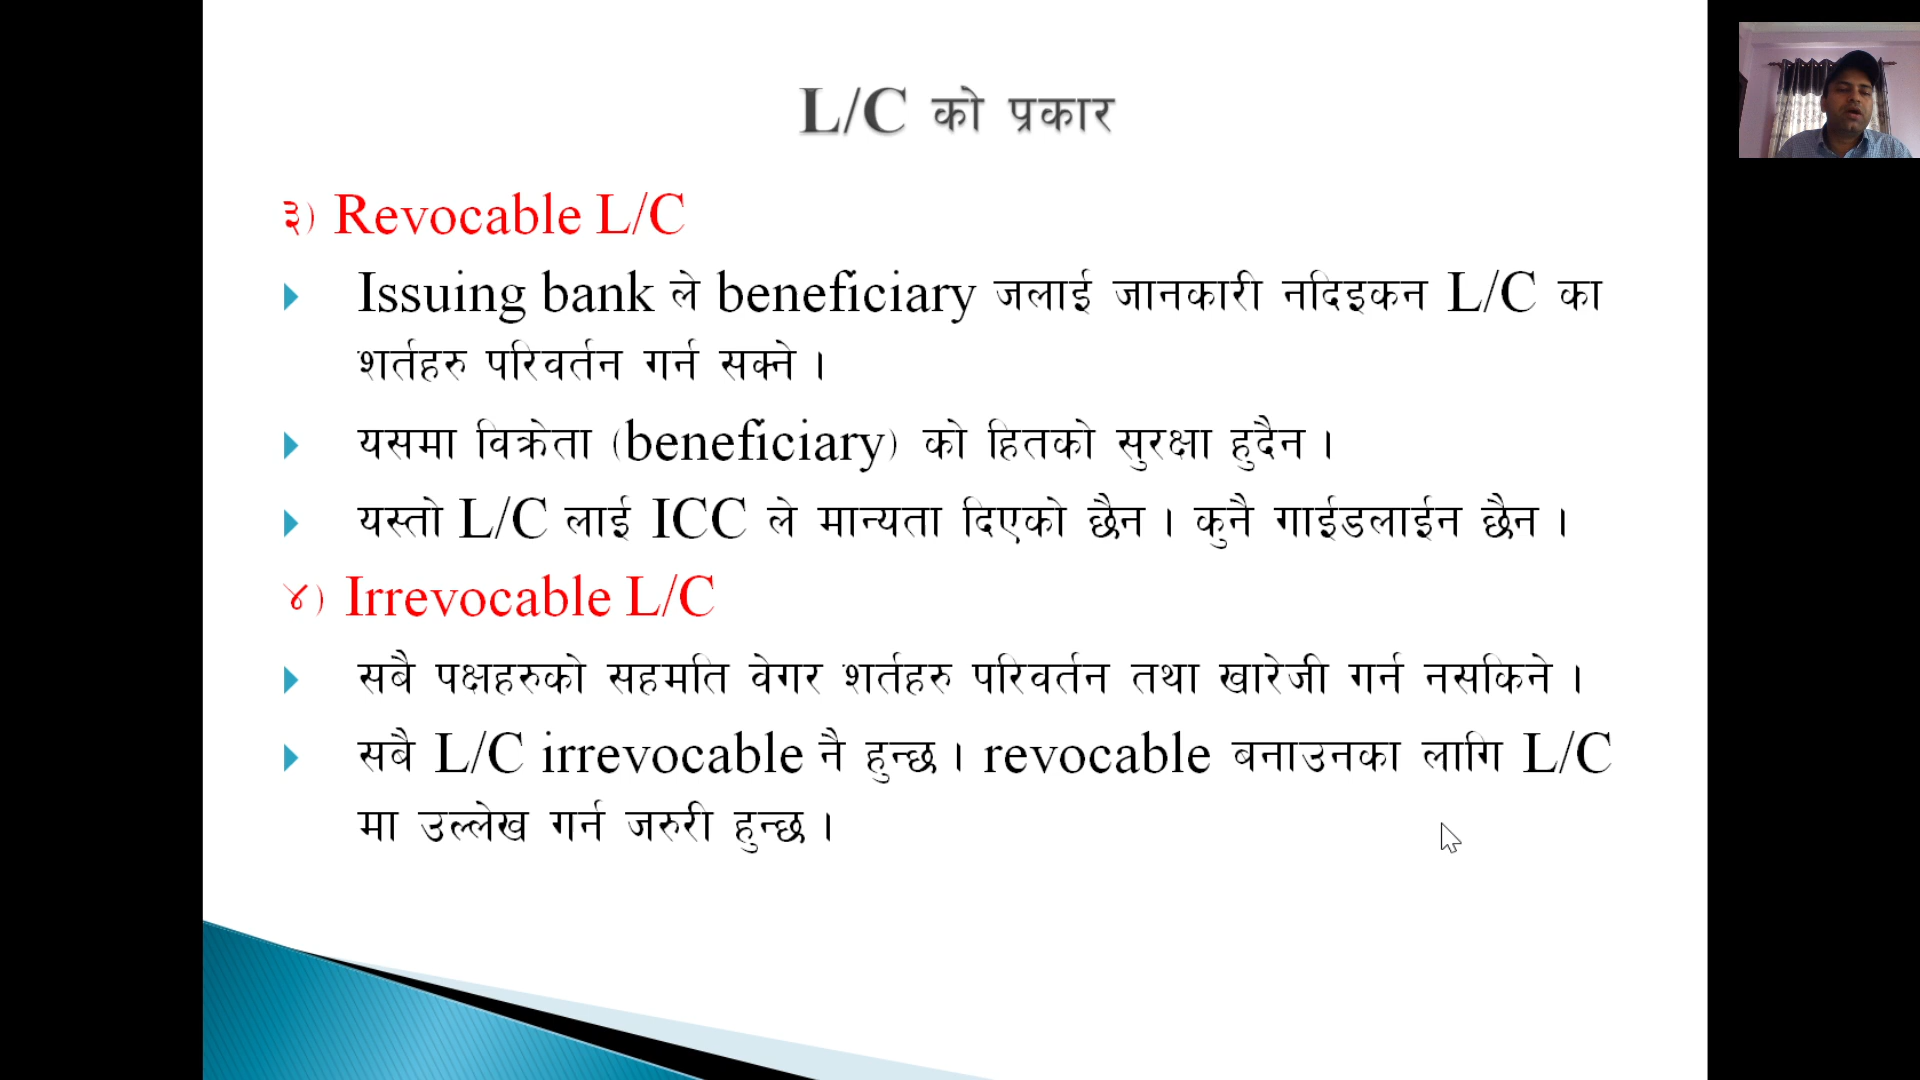 L/C को प्रकार
३) Revocable L/C
Issuing bank ले beneficiary जलाई जानकारी नदिइकन L/C का
शर्तहरु परिवर्तन गर्न सक्ने ।
यसमा विक्रेता (beneficiary) को हितको सुरक्षा हुदैन ।
यस्तो L/C लाई ICC ले मान्यता दिएको छैन । कुनै गाईडलाईन छैन ।
४) Irrevocable L/C
सबै पक्षहरुको सहमति वेगर शर्तहरु परिवर्तन तथा खारेजी गर्न नसकिने ।
सबै L/C irrevocable नै हुन्छ । revocable बनाउनका लागि L/C
मा उल्लेख गर्न जरुरी हुन्छ ।